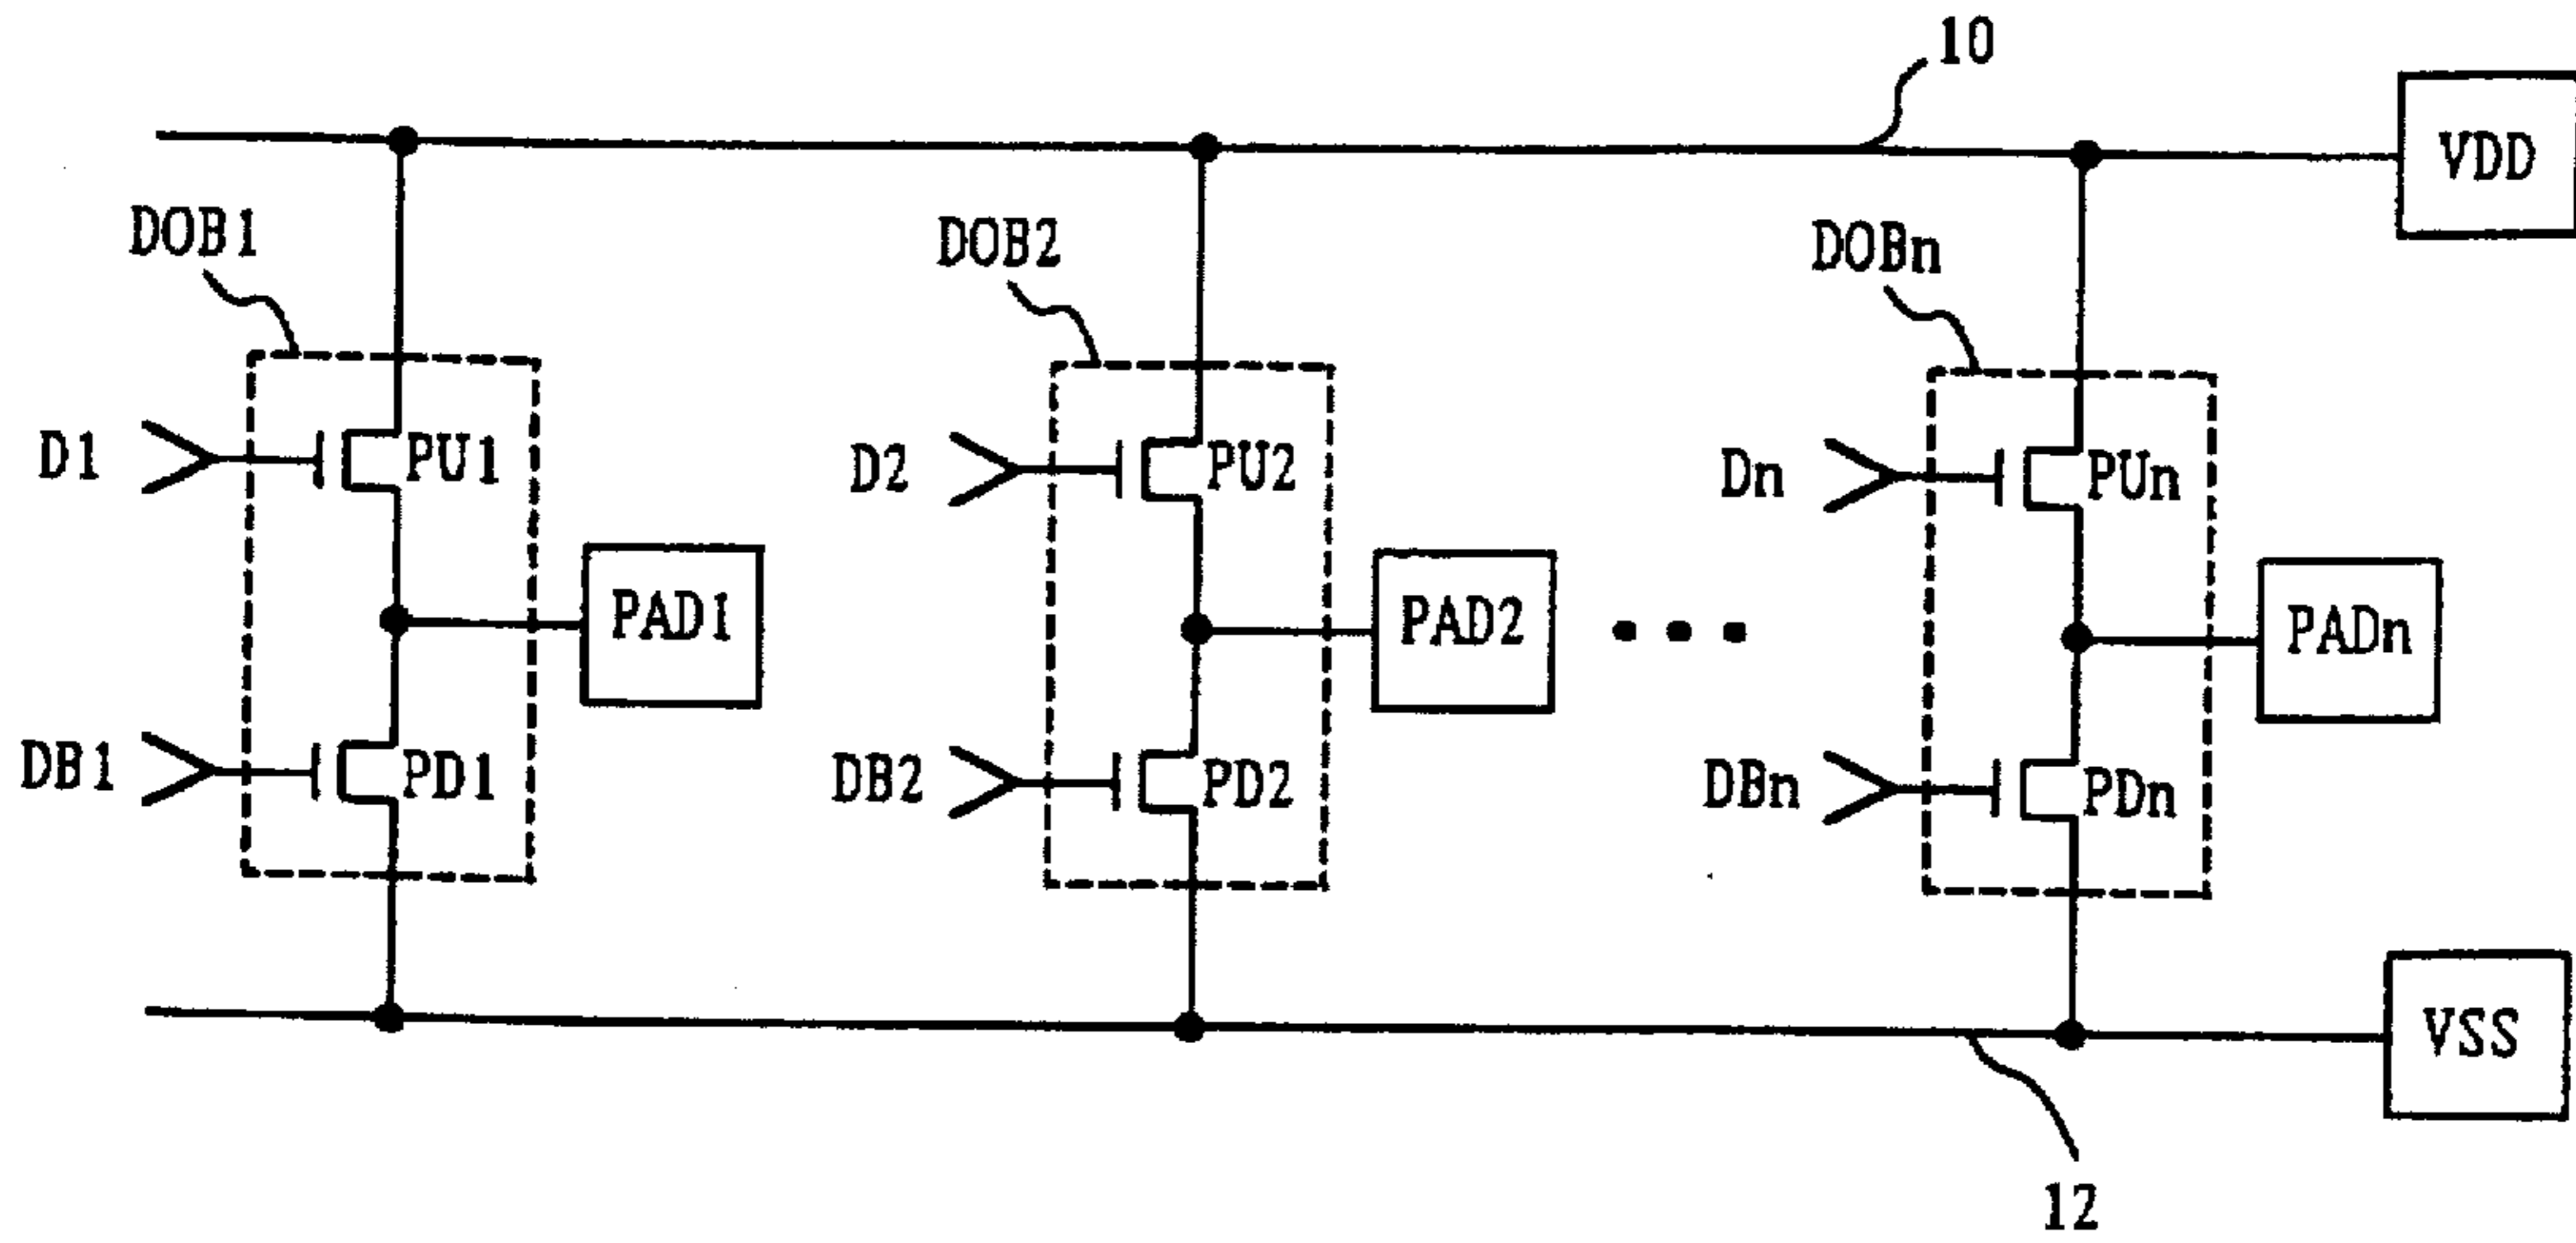 10
VDD
DOB1
DOB2
DOBn
D1
PU1
D2
PU2
Dn
PUn
PAD1
PAD2
PADn
DB1
PD1
DB2
PD2
DBn
PDn
VSS
12